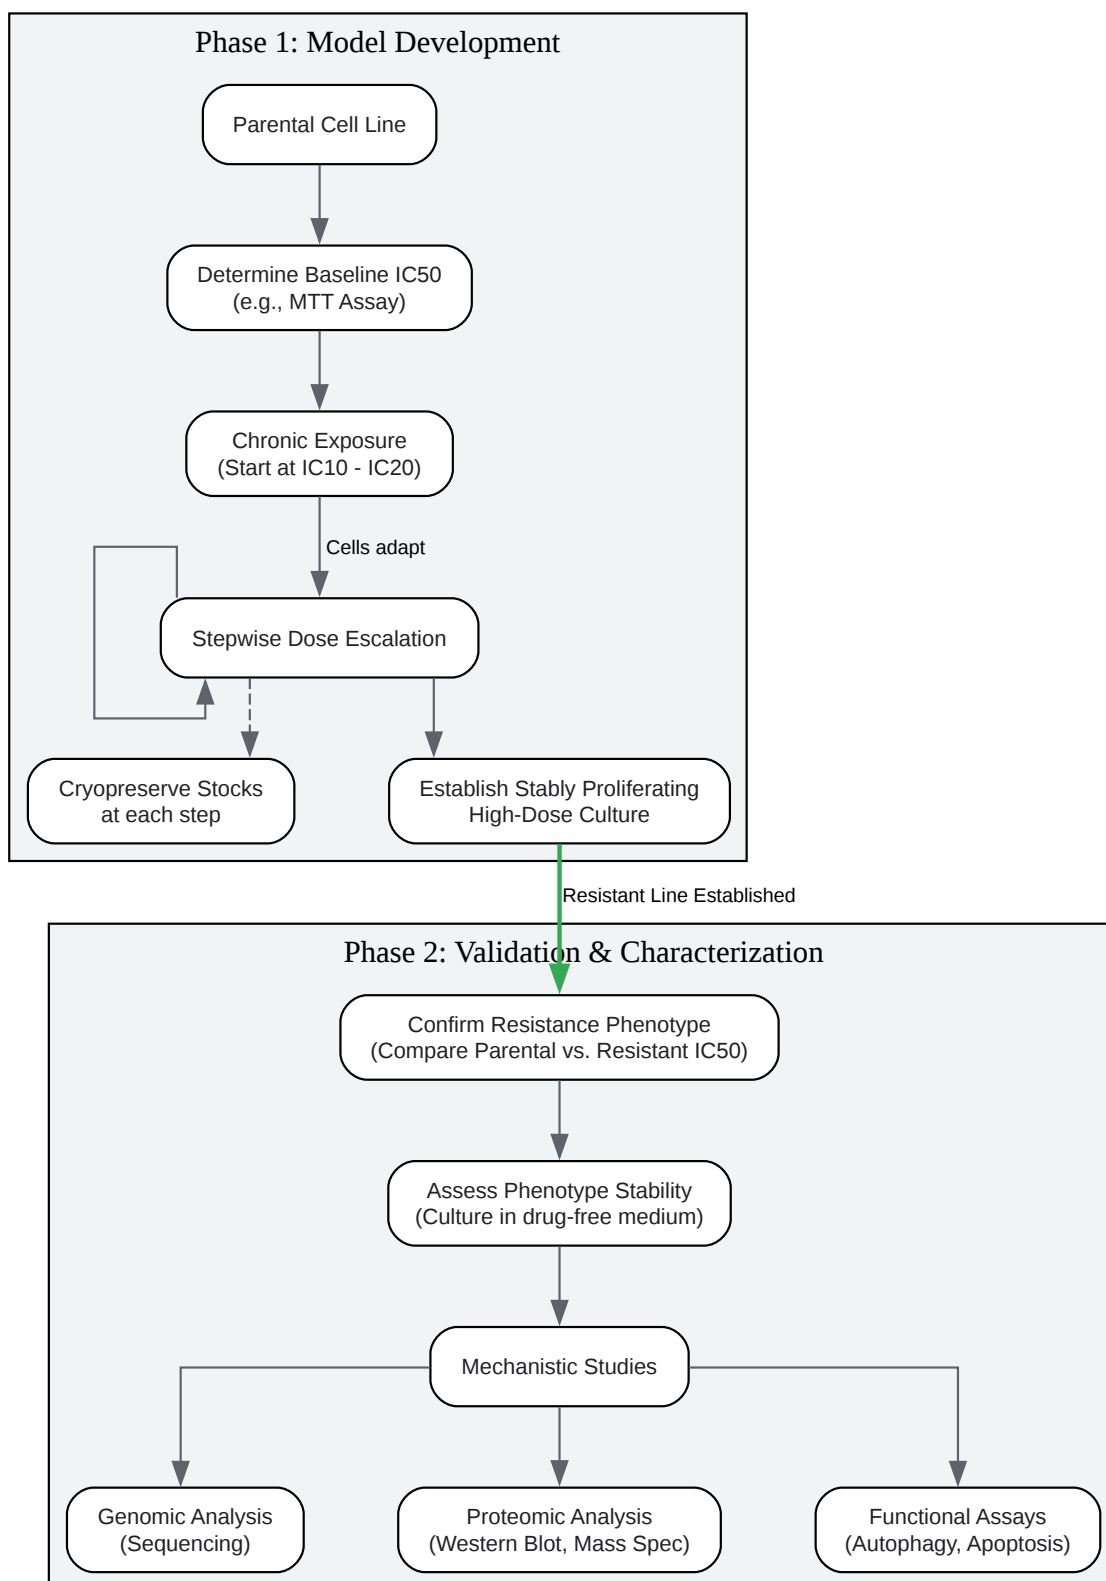 Phase 1: Model Development
Parental Cell Line
Determine Baseline IC50
(e.g., MTT Assay)
Chronic Exposure
(Start at IC10 - IC20)
Cells adapt
Stepwise Dose Escalation
Cryopreserve Stocks
at each step
Establish Stably Proliferating
High-Dose Culture
Resistant Line Established
Phase 2: Validation & Characterization
Confirm Resistance Phenotype
(Compare Parental vs. Resistant IC50)
Assess Phenotype Stability
(Culture in drug-free medium)
Mechanistic Studies
Genomic Analysis
(Sequencing)
Proteomic Analysis
(Western Blot, Mass Spec)
Functional Assays
(Autophagy, Apoptosis)